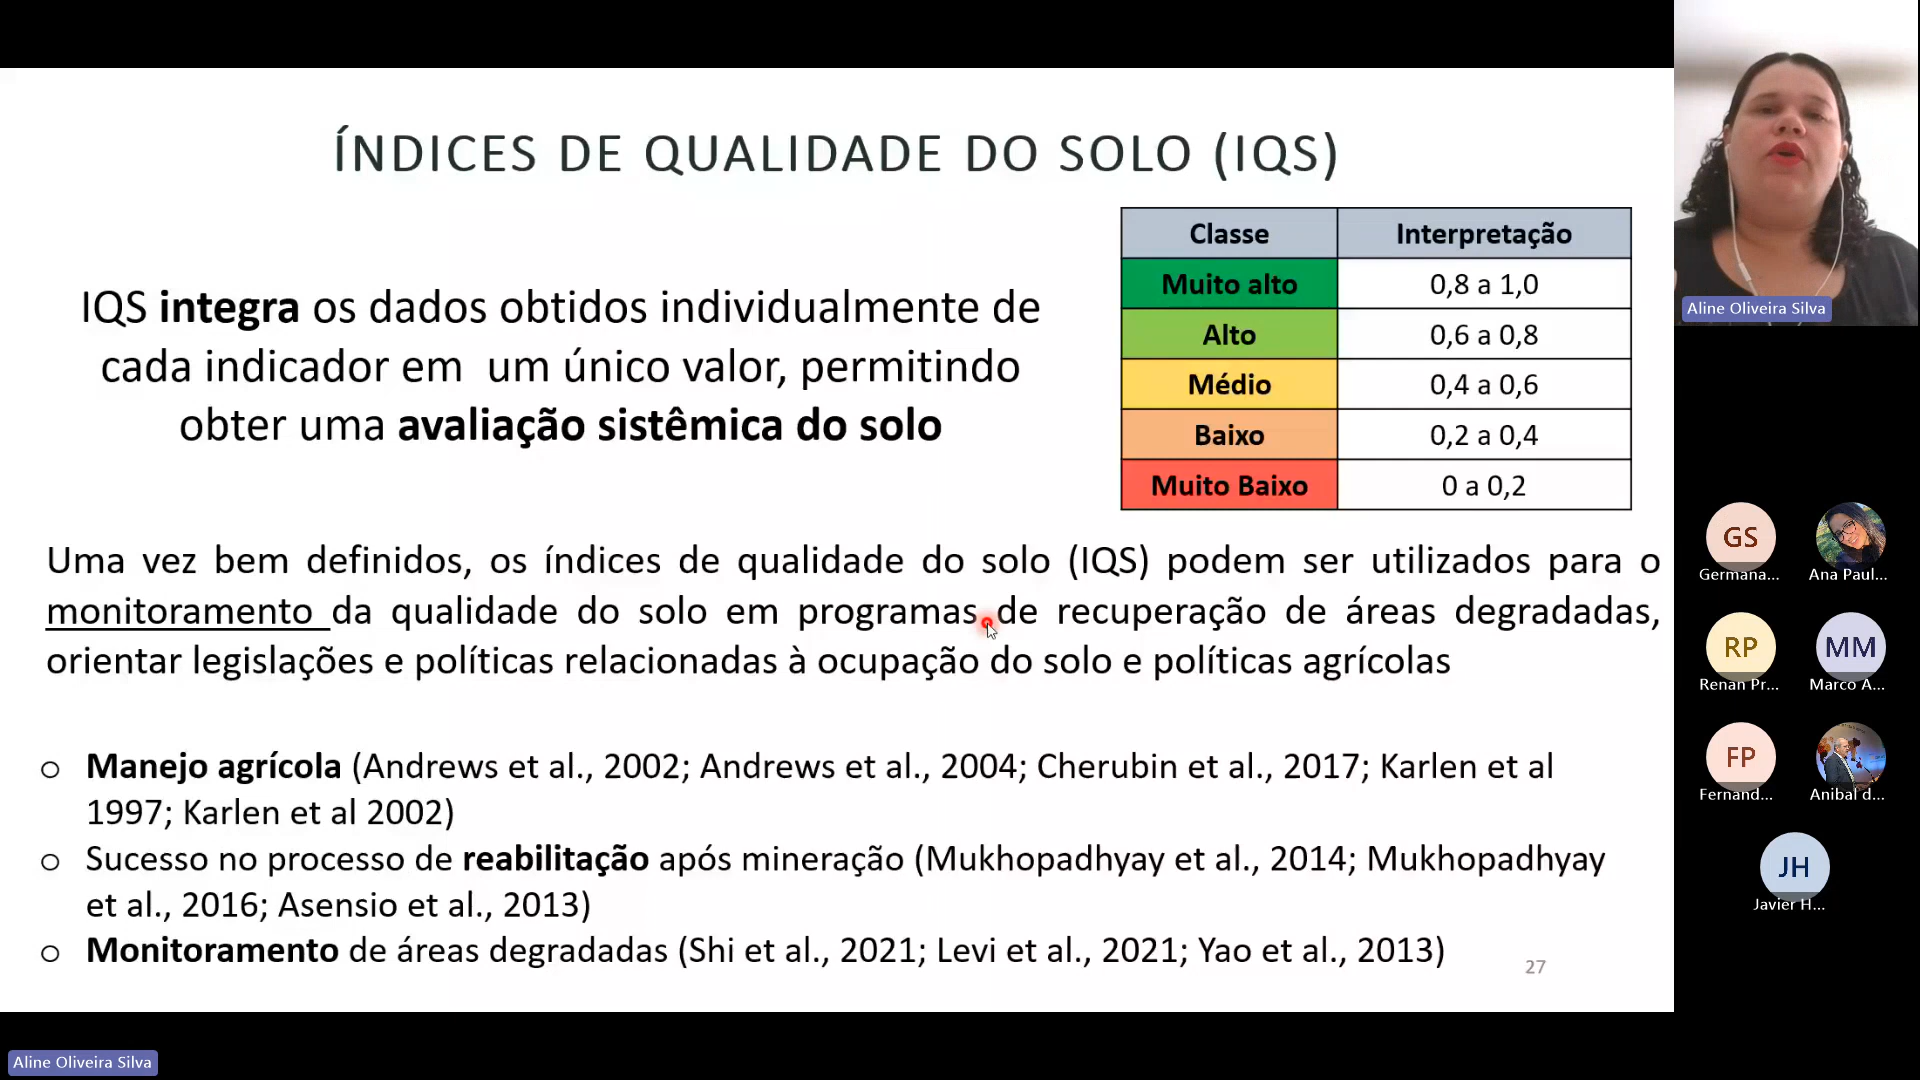 ÍNDICES DE QUALIDADE DO SOLO (IQS)
IQS integra os dados obtidos individualmente de
cada indicador em um único valor, permitindo
obter uma avaliação sistêmica do solo
Classe Interpretação
Muito alto 0,8 a 1,0
Alto 0,6 a 0,8
Médio 0,4 a 0,6
Baixo 0,2 a 0,4
Muito Baixo 0 a 0,2
Uma vez bem definidos, os índices de qualidade do solo (IQS) podem ser utilizados para o
monitoramento da qualidade do solo em programas de recuperação de áreas degradadas,
orientar legislações e políticas relacionadas à ocupação do solo e políticas agrícolas
o Manejo agrícola (Andrews et al., 2002; Andrews et al., 2004; Cherubin et al., 2017; Karlen et al
1997; Karlen et al 2002)
o Sucesso no processo de reabilitação após mineração (Mukhopadhyay et al., 2014; Mukhopadhyay
et al., 2016; Asensio et al., 2013)
o Monitoramento de áreas degradadas (Shi et al., 2021; Levi et al., 2021; Yao et al., 2013)
27
Aline Oliveira Silva
GS
Germana...
Ana Paul...
RP
Renan Pr...
MM
Marco A...
FP
Fernand...
Anibal d...
JH
Javier H...
Aline Oliveira Silva